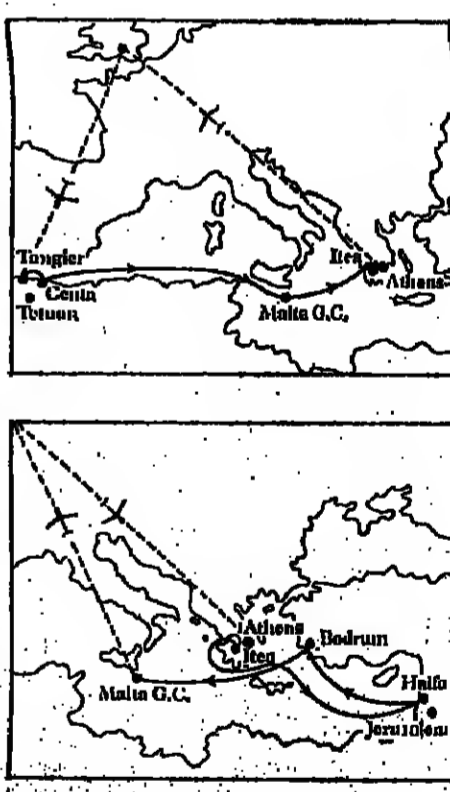 Tangier
Ceuta
Tetuan
Itea
Athens
Malta G.C.
Athens
Itea
Bodrum
Malta G.C.
Haifa
Jerusalem